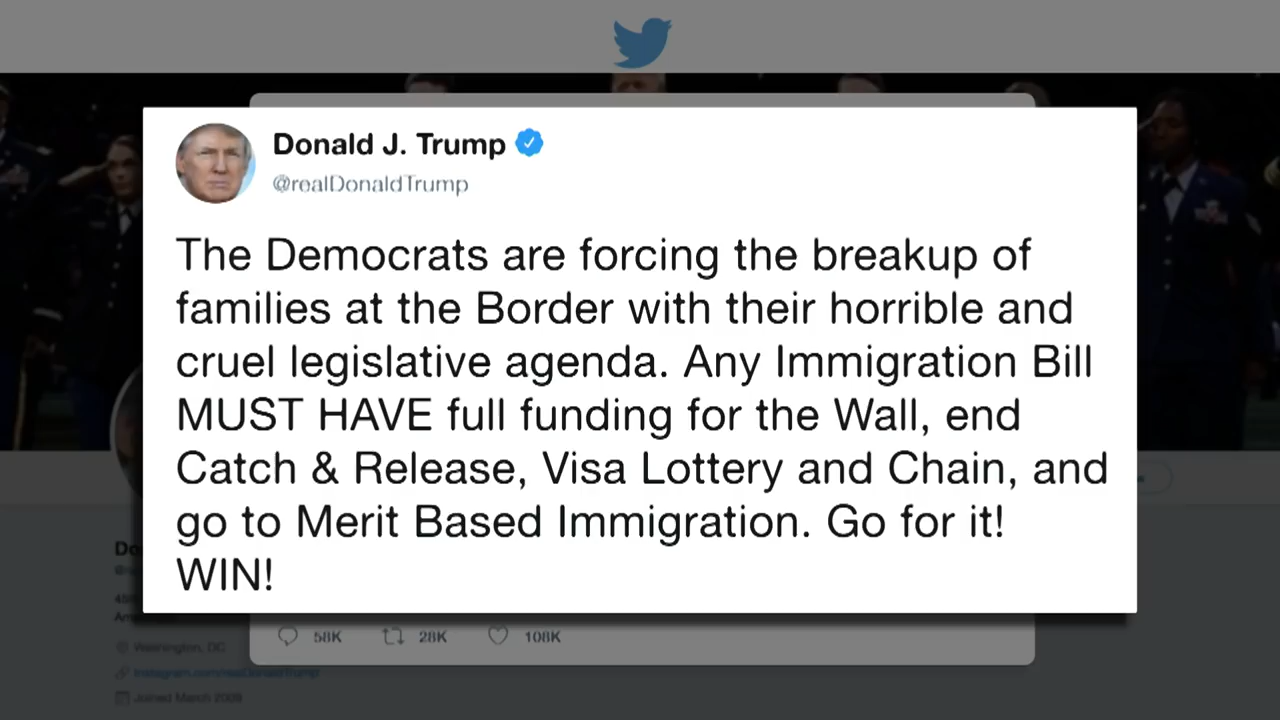 Donald J. Trump
@realDonaldTrump
The Democrats are forcing the breakup of
families at the Border with their horrible and
cruel legislative agenda. Any Immigration Bill
MUST HAVE full funding for the Wall, end
Catch & Release, Visa Lottery and Chain, and
go to Merit Based Immigration. Go for it!
WIN!
58K 28K 108K
Do
Washington, DC
Instagram.com/realDonaldTrump
Joined March 2009